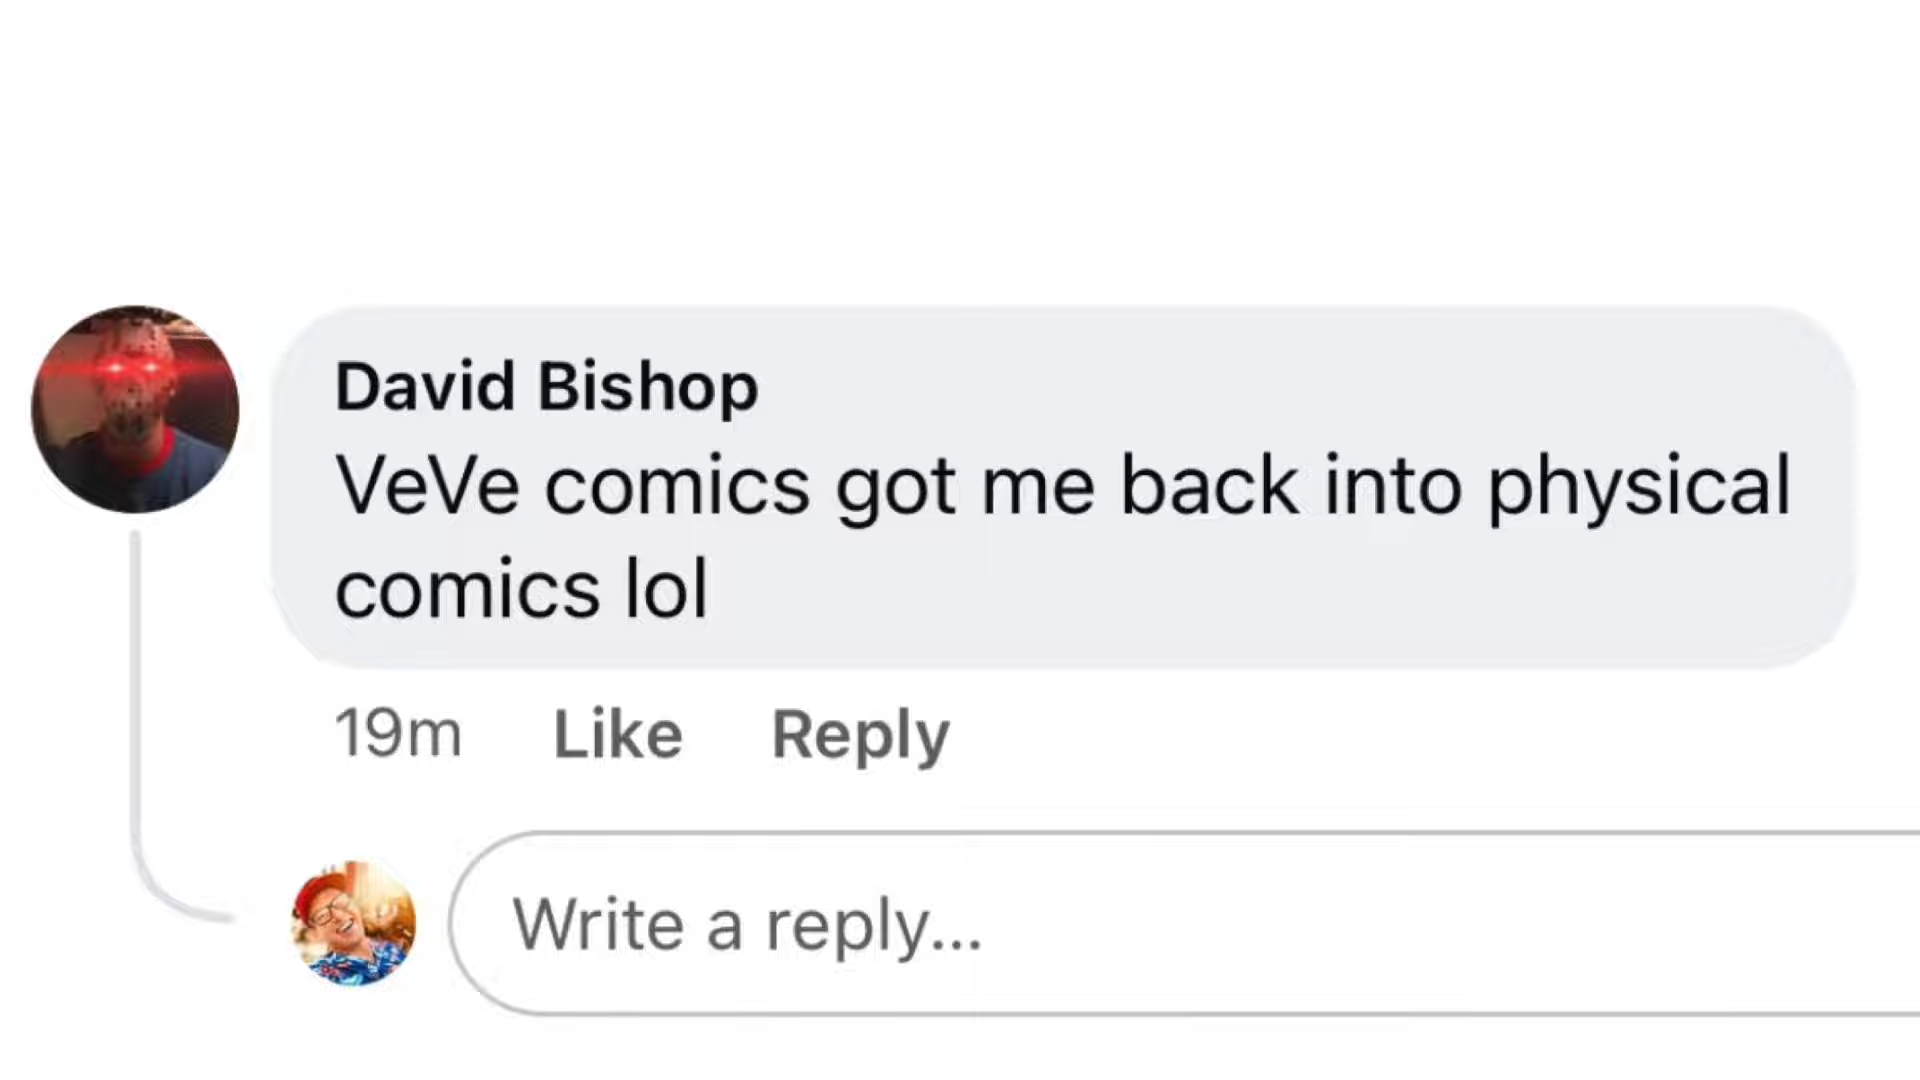 David Bishop
VeVe comics got me back into physical
comics lol
19m Like Reply
Write a reply...